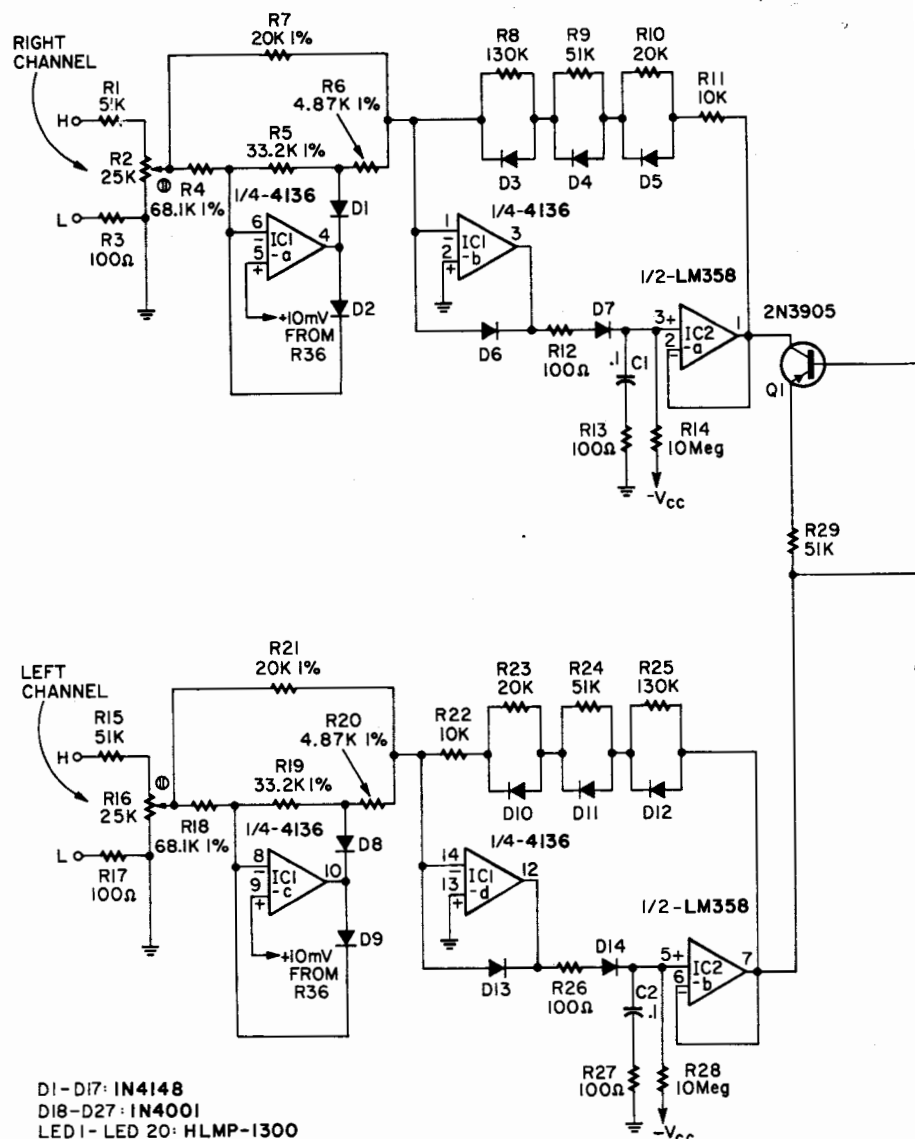 RIGHT CHANNEL
R7
20K 1%
R1
51K
H
R2
25K
L
R3
100Ω
R4
68.1K 1%
R5
33.2K 1%
R6
4.87K 1%
1/4-4136
6
5
-
+
IC1
-a
4
D1
D2
+10mV
FROM
R36
R8
130K
R9
51K
R10
20K
R11
10K
D3
D4
D5
1/4-4136
1
2
-
+
IC1
-b
3
D6
R12
100Ω
D7
.1
C1
R13
100Ω
R14
10Meg
-Vcc
1/2-LM358
3+
2
-
IC2
-a
1
2N3905
Q1
R29
51K
LEFT
CHANNEL
R21
20K 1%
R15
51K
H
R16
25K
L
R17
100Ω
R18
68.1K 1%
R19
33.2K 1%
R20
4.87K 1%
1/4-4136
8
9
-
+
IC1
-c
10
D8
D9
+10mV
FROM
R36
R22
10K
R23
20K
R24
51K
R25
130K
D10
D11
D12
1/4-4136
14
13
-
+
IC1
-d
12
D13
R26
100Ω
D14
C2
.1
R27
100Ω
R28
10Meg
-Vcc
1/2-LM358
5+
6
-
IC2
-b
7
D1-D17: 1N4148
D18-D27: 1N4001
LED1-LED 20: HLMP-1300